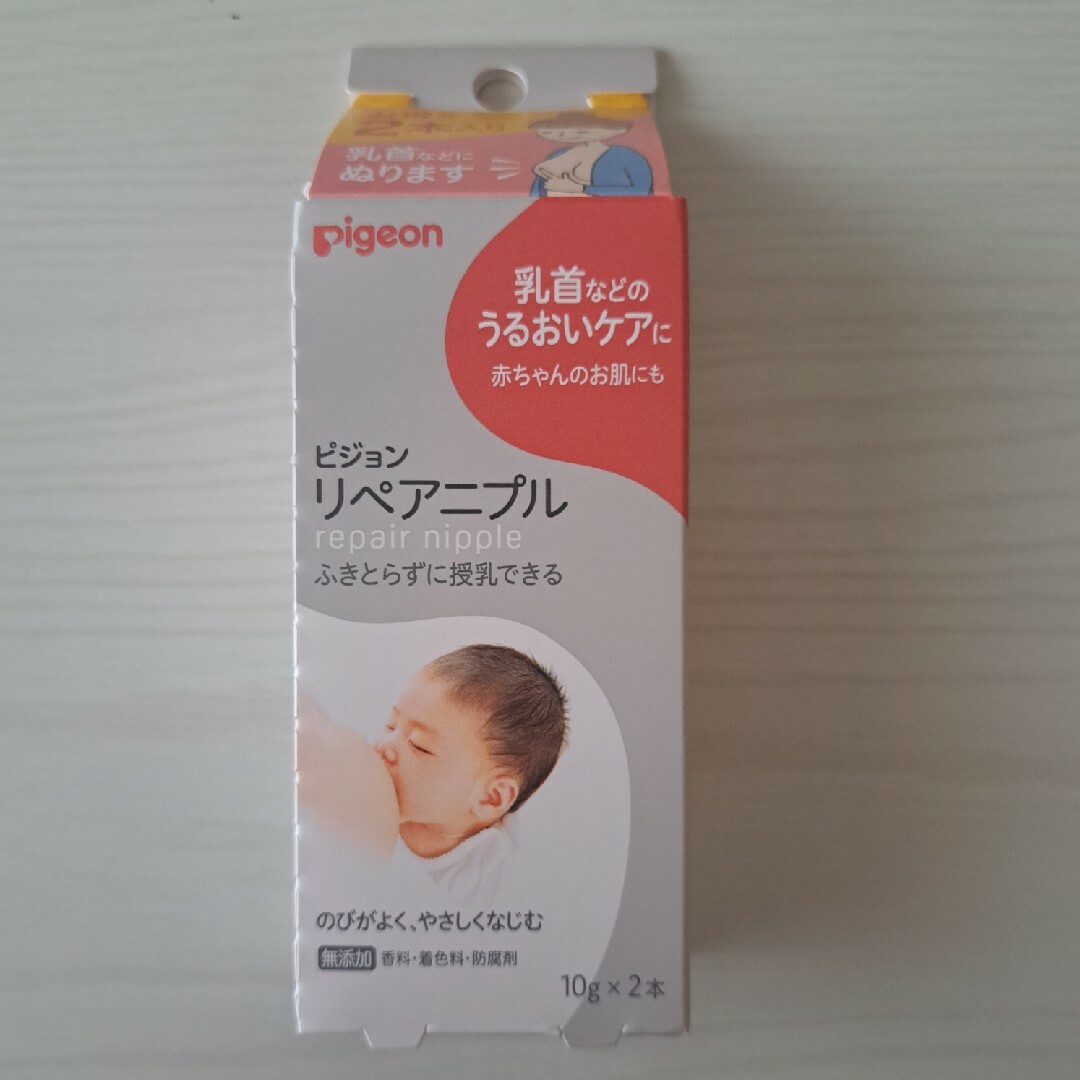 2本入り
乳首などに
ぬります
pigeon
乳首などの
うるおいケアに
赤ちゃんのお肌にも
ピジョン
リペアニプル
repair nipple
ふきとらずに授乳できる
のびがよく、やさしくなじむ
無添加 香料・着色料・防腐剤
10g×2本